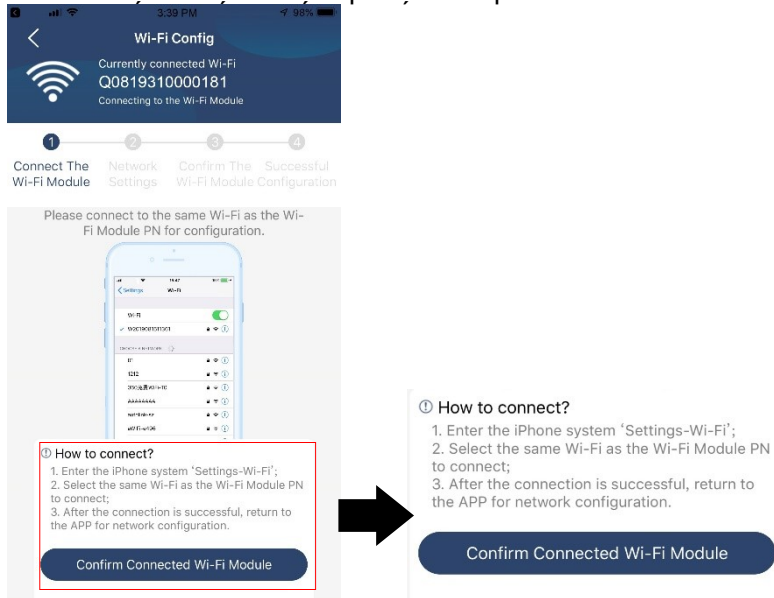 3:39 PM
98%
Wi-Fi Config
Currently connected Wi-Fi
Q0819310000181
Connecting to the Wi-Fi Module
1 2 3 4
Connect The Network Confirm The Successful
Wi-Fi Module Settings Wi-Fi Module Configuration
Please connect to the same Wi-Fi as the Wi-
Fi Module PN for configuration.
Settings Wi-Fi
Wi-Fi
1212
How to connect?
1. Enter the iPhone system ‘Settings-Wi-Fi’;
2. Select the same Wi-Fi as the Wi-Fi Module PN
to connect;
3. After the connection is successful, return to
the APP for network configuration.
Confirm Connected Wi-Fi Module
How to connect?
1. Enter the iPhone system ‘Settings-Wi-Fi’;
2. Select the same Wi-Fi as the Wi-Fi Module PN
to connect;
3. After the connection is successful, return to
the APP for network configuration.
Confirm Connected Wi-Fi Module